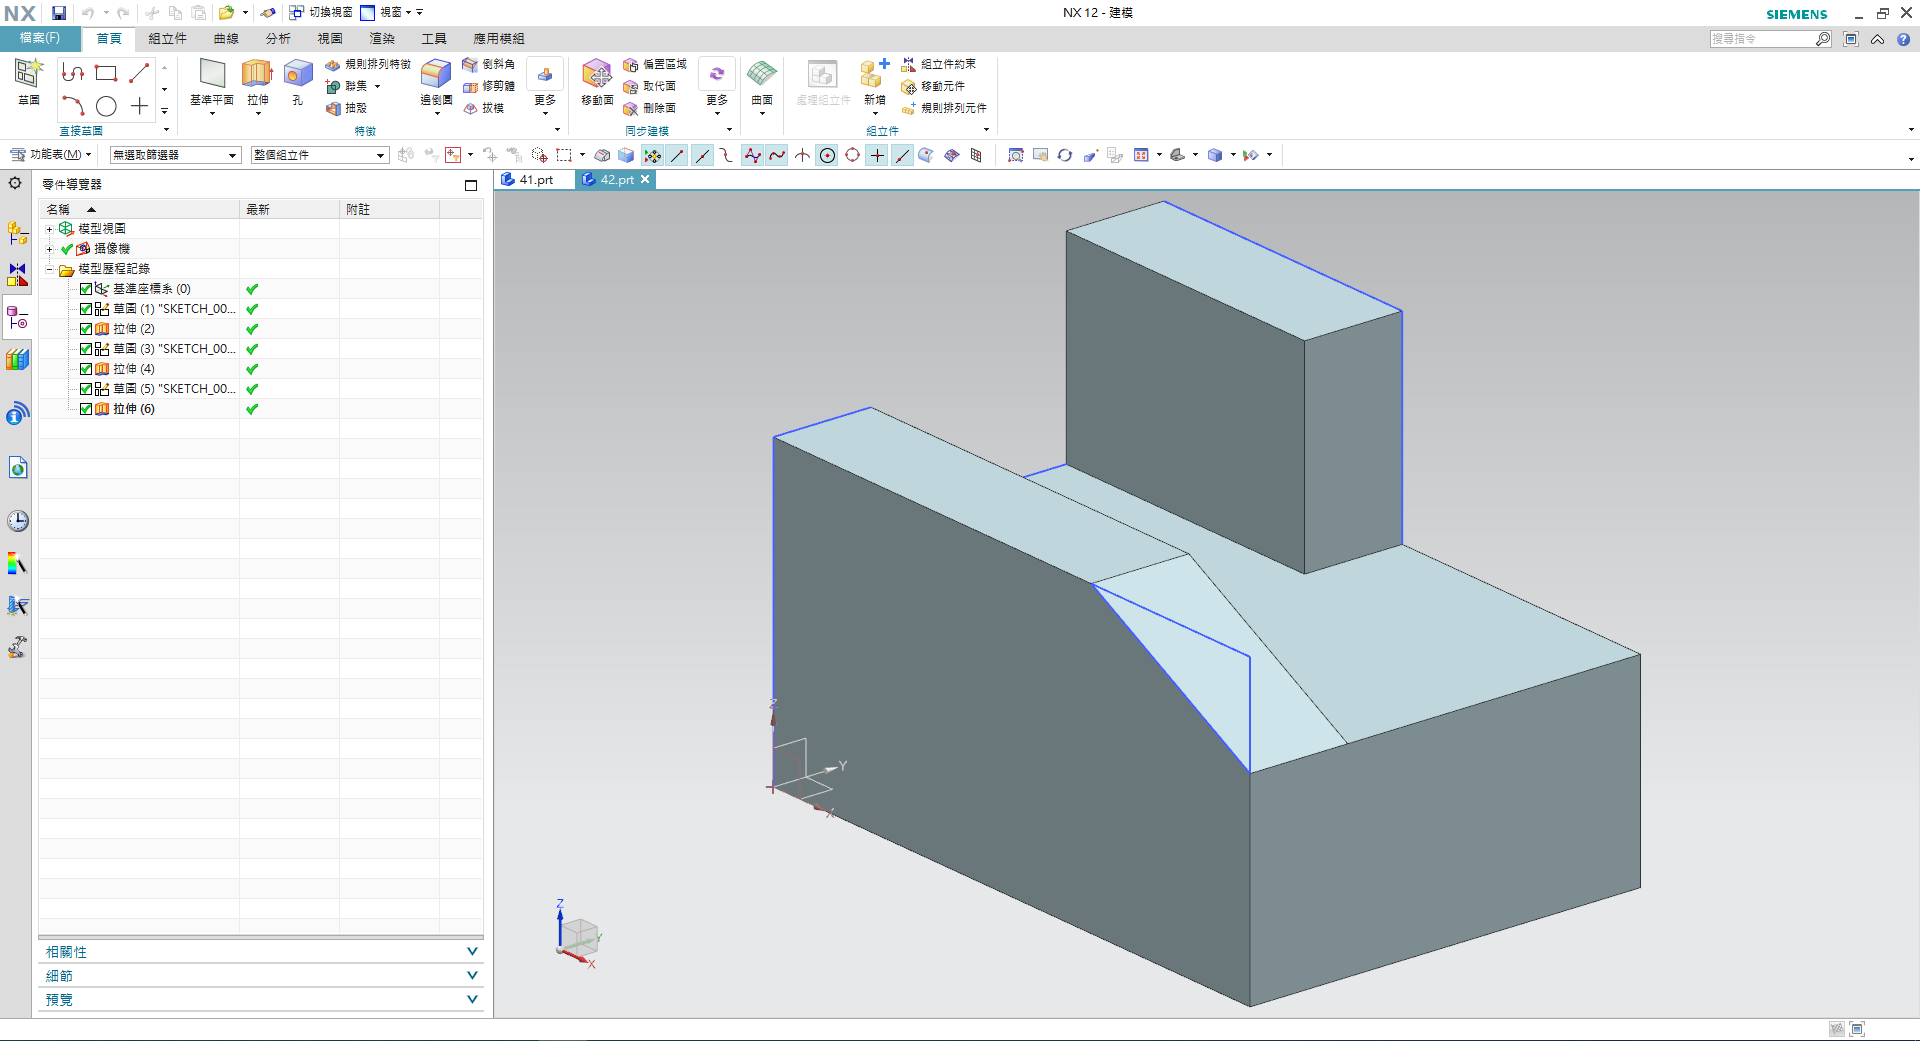 NX
切換視窗
視窗
NX 12 - 建模
SIEMENS
檔案(F)
首頁
組立件
曲線
分析
視圖
渲染
工具
應用模組
搜尋指令
草圖
直接草圖
基準平面
拉伸
孔
規則排列特徵
聯集
抽殼
邊倒圓
倒斜角
修剪體
拔模
更多
特徵
移動面
偏置區域
取代面
刪除面
更多
同步建模
曲面
處理組立件
新增
組立件約束
移動元件
規則排列元件
組立件
功能表(M)
無選取篩選器
整個組立件
零件導覽器
41.prt
42.prt
名稱
最新
附註
模型視圖
攝像機
模型歷程記錄
基準座標系 (0)
草圖 (1) "SKETCH_00...
拉伸 (2)
草圖 (3) "SKETCH_00...
拉伸 (4)
草圖 (5) "SKETCH_00...
拉伸 (6)
Z
Y
X
Z
Y
X
相關性
細節
預覽